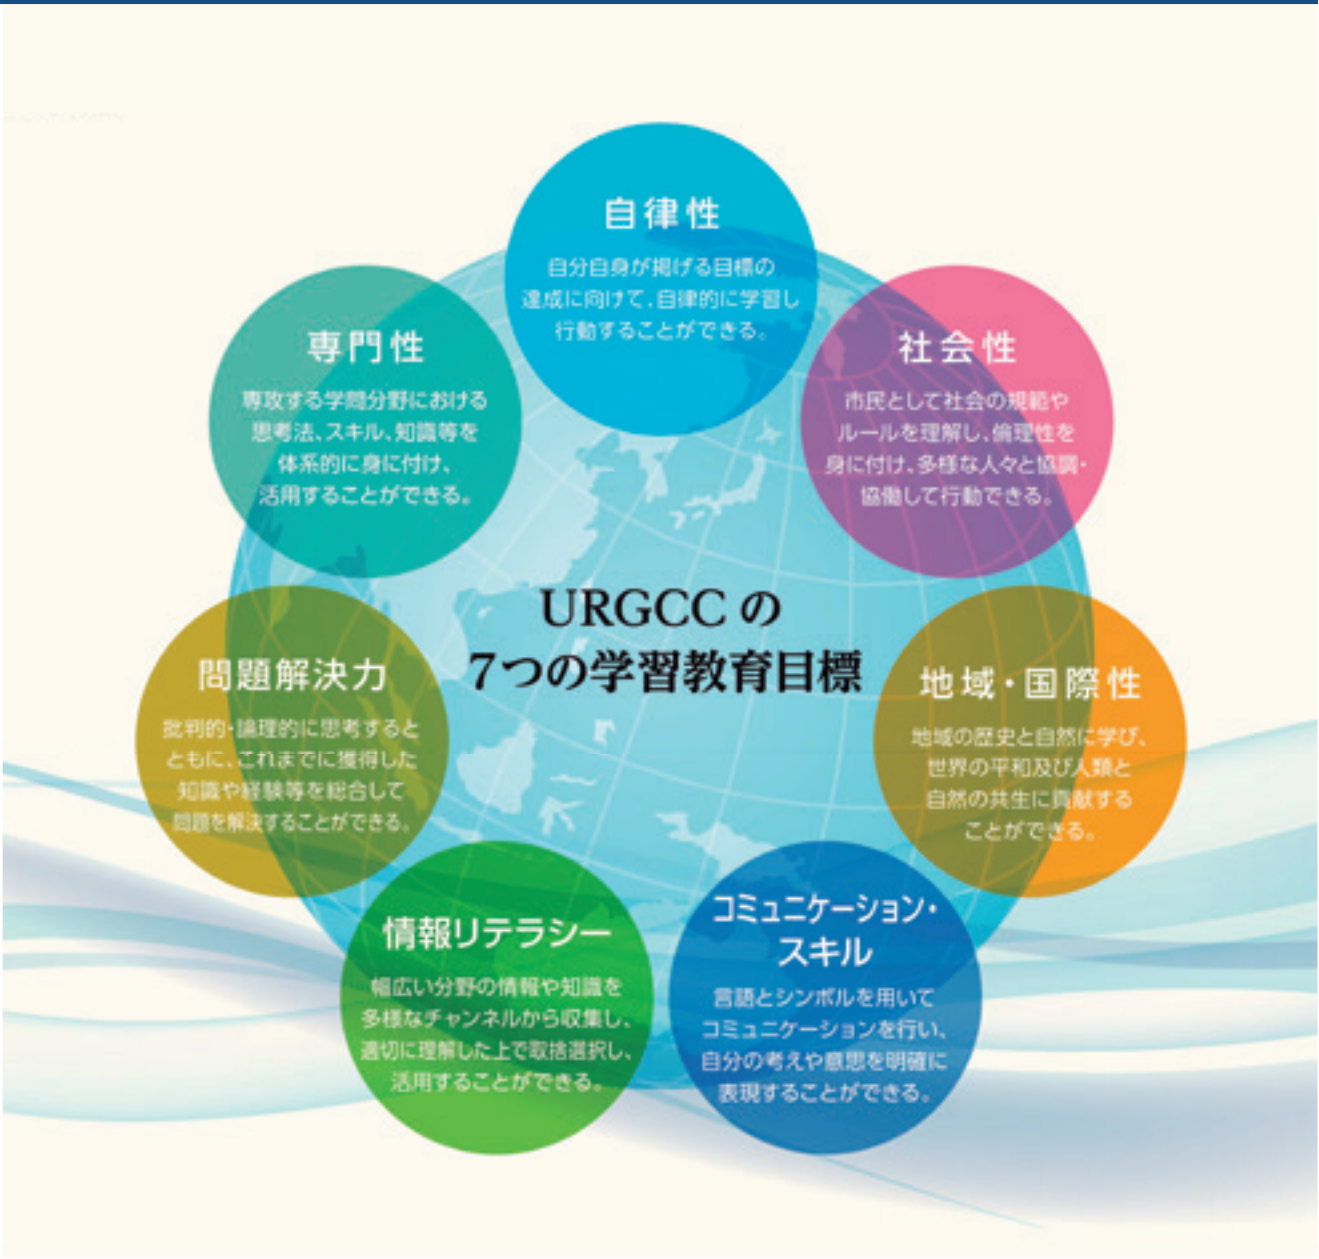 自律性
自分自身が掲げる目標の
達成に向けて、自律的に学習し
行動することができる。
社会性
市民として社会の規範や
ルールを理解し、倫理性を
身に付け、多様な人々と協調・
協働して行動できる。
地域・国際性
地域の歴史と自然に学び、
世界の平和及び人類と
自然の共生に貢献する
ことができる。
コミュニケーション・
スキル
言語とシンボルを用いて
コミュニケーションを行い、
自分の考えや意思を明確に
表現することができる。
情報リテラシー
幅広い分野の情報や知識を
多様なチャンネルから収集し、
適切に理解した上で取捨選択し、
活用することができる。
問題解決力
批判的・論理的に思考すると
ともに、これまでに獲得した
知識や経験等を総合して
問題を解決することができる。
専門性
専攻する学問分野における
思考法、スキル、知識等を
体系的に身に付け、
活用することができる。
URGCC の
7つの学習教育目標